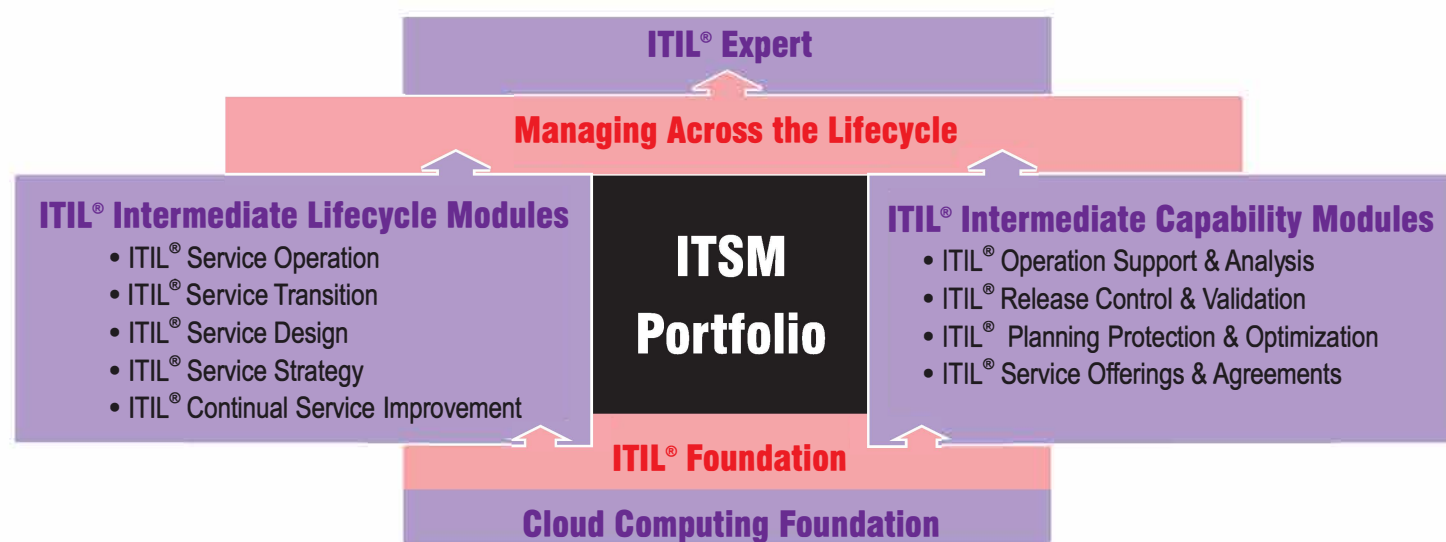 ITIL® Expert
Managing Across the Lifecycle
ITIL® Intermediate Lifecycle Modules
• ITIL® Service Operation
• ITIL® Service Transition
• ITIL® Service Design
• ITIL® Service Strategy
• ITIL® Continual Service Improvement
ITSM
Portfolio
ITIL® Intermediate Capability Modules
• ITIL® Operation Support & Analysis
• ITIL® Release Control & Validation
• ITIL® Planning Protection & Optimization
• ITIL® Service Offerings & Agreements
ITIL® Foundation
Cloud Computing Foundation